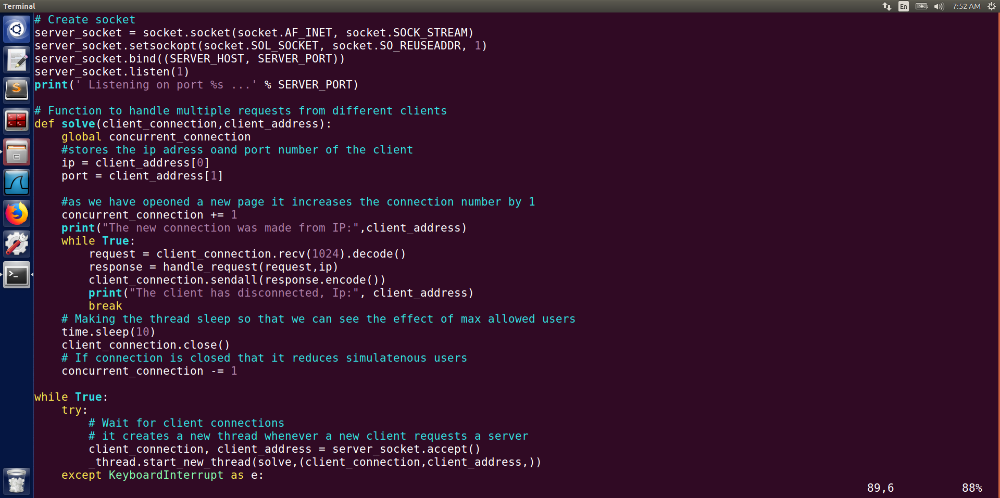 Terminal
En
7:52 AM
# Create socket
server_socket = socket.socket(socket.AF_INET, socket.SOCK_STREAM)
server_socket.setsockopt(socket.SOL_SOCKET, socket.SO_REUSEADDR, 1)
server_socket.bind((SERVER_HOST, SERVER_PORT))
server_socket.listen(1)
print(' Listening on port %s ...' % SERVER_PORT)
# Function to handle multiple requests from different clients
def solve(client_connection,client_address):
    global concurrent_connection
    #stores the ip adress oand port number of the client
    ip = client_address[0]
    port = client_address[1]
    #as we have opeoned a new page it increases the connection number by 1
    concurrent_connection += 1
    print("The new connection was made from IP:",client_address)
    while True:
        request = client_connection.recv(1024).decode()
        response = handle_request(request,ip)
        client_connection.sendall(response.encode())
        print("The client has disconnected, Ip:", client_address)
        break
    # Making the thread sleep so that we can see the effect of max allowed users
    time.sleep(10)
    client_connection.close()
    # If connection is closed that it reduces simulatenous users
    concurrent_connection -= 1
while True:
    try:
        # Wait for client connections
        # it creates a new thread whenever a new client requests a server
        client_connection, client_address = server_socket.accept()
        _thread.start_new_thread(solve,(client_connection,client_address,))
    except KeyboardInterrupt as e:
89,6 88%